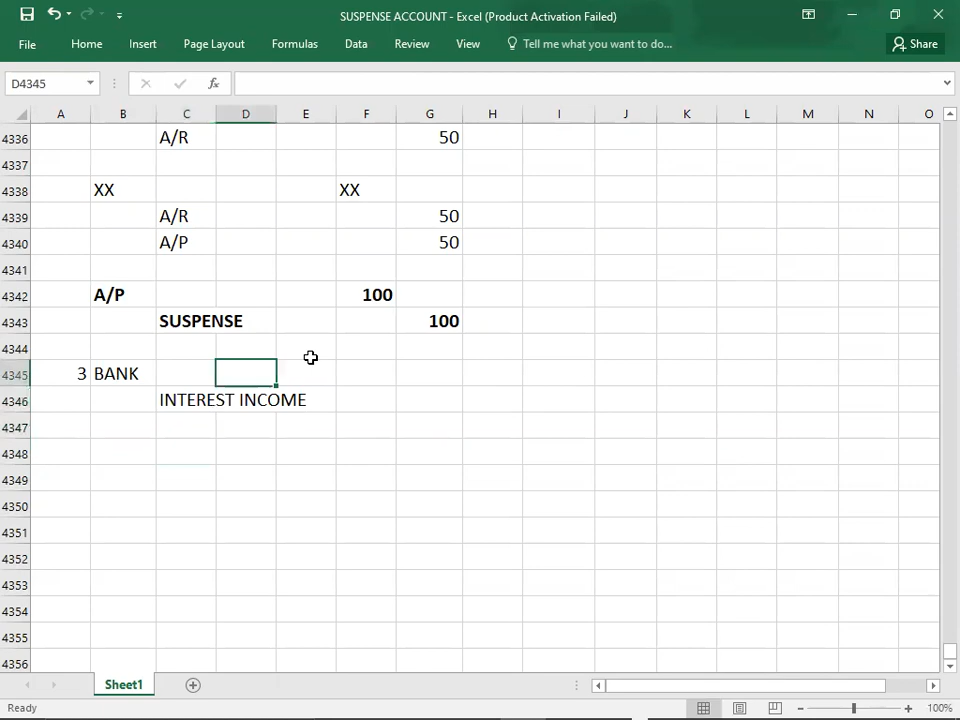 SUSPENSE ACCOUNT - Excel (Product Activation Failed)
File Home Insert Page Layout Formulas Data Review View Tell me what you want to do... Share
D4345 fx
A B C D E F G H I J K L M N O
4336 A/R 50
4337
4338 XX XX
4339 A/R 50
4340 A/P 50
4341
4342 A/P 100
4343 SUSPENSE 100
4344
4345 3 BANK
4346 INTEREST INCOME
4347
4348
4349
4350
4351
4352
4353
4354
4355
4356
Sheet1
Ready 100%